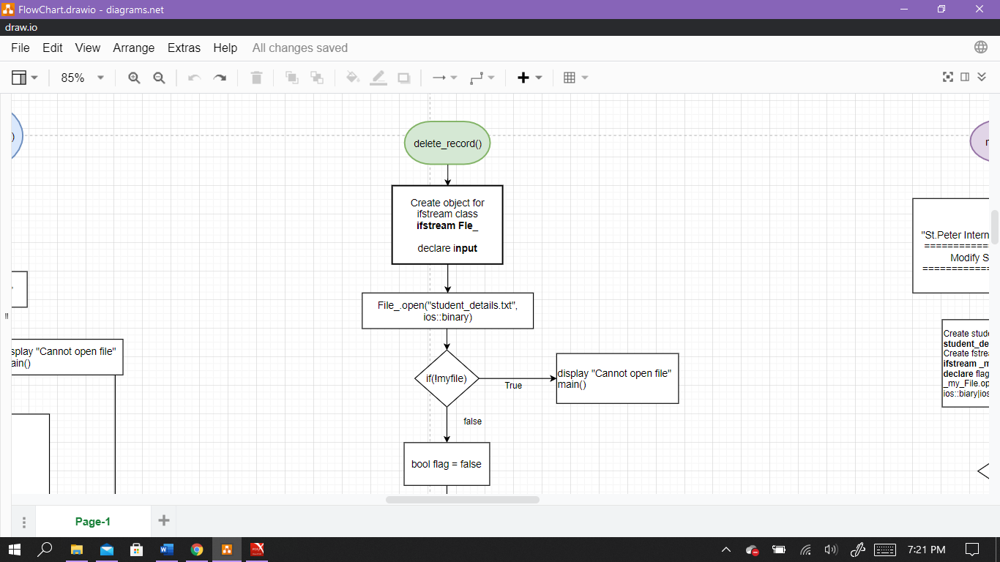 FlowChart.drawio - diagrams.net
draw.io
File Edit View Arrange Extras Help All changes saved
85%
)
delete_record()
Create object for
ifstream class
ifstream Fle_
declare input
"St.Peter Intern
============
Modify S
============
File_.open("student_details.txt",
ios::binary)
splay "Cannot open file"
ain()
if(!myfile)
True
display "Cannot open file"
main()
Create stude
student_de
Create fstrea
ifstream _m
declare flag
_my_File.op
ios::biary|ios
false
bool flag = false
Page-1
7:21 PM